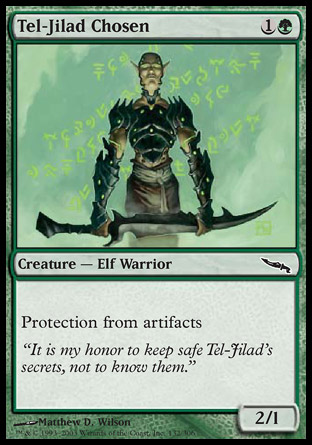 Tel-Jilad Chosen 1
Creature — Elf Warrior
Protection from artifacts
“It is my honor to keep safe Tel-Jilad’s
secrets, not to know them.”
Matthew D. Wilson
2/1